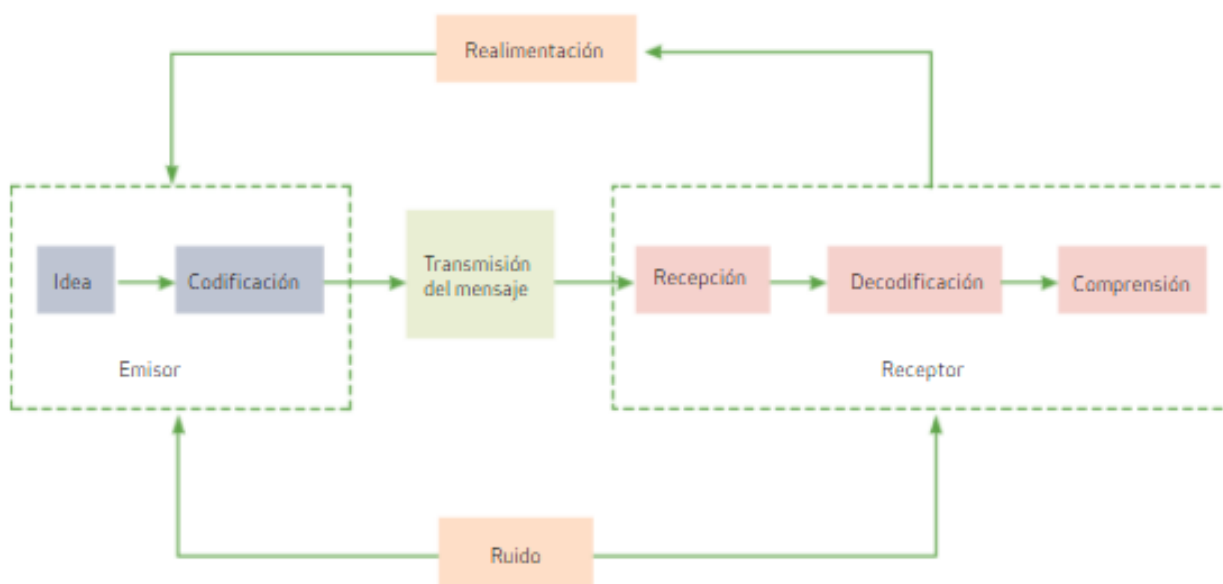 Realimentación
Idea
Codificación
Transmisión
del mensaje
Recepción
Decodificación
Comprensión
Emisor
Receptor
Ruido